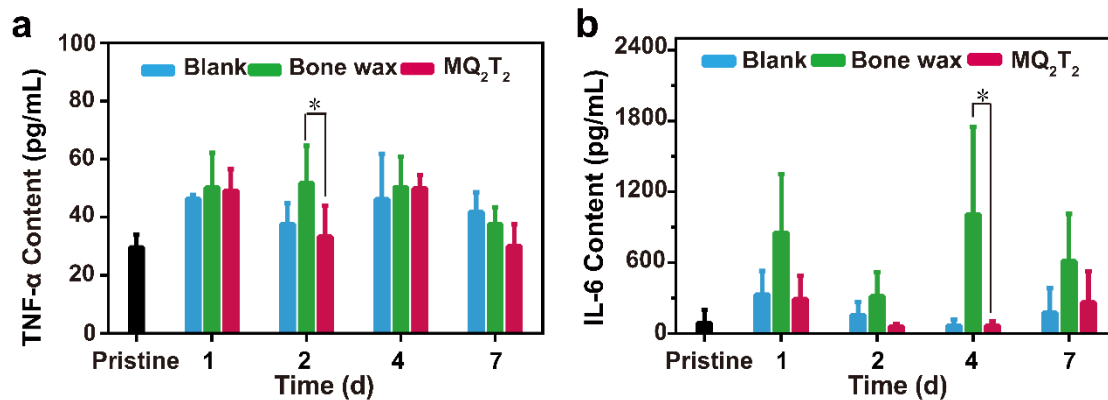 a
TNF-α Content (pg/mL)
100
80
60
40
20
0
Blank Bone wax MQ₂T₂
*
Pristine 1 2 4 7
Time (d)
b
IL-6 Content (pg/mL)
2400
1800
1200
600
0
Blank Bone wax MQ₂T₂
*
Pristine 1 2 4 7
Time (d)